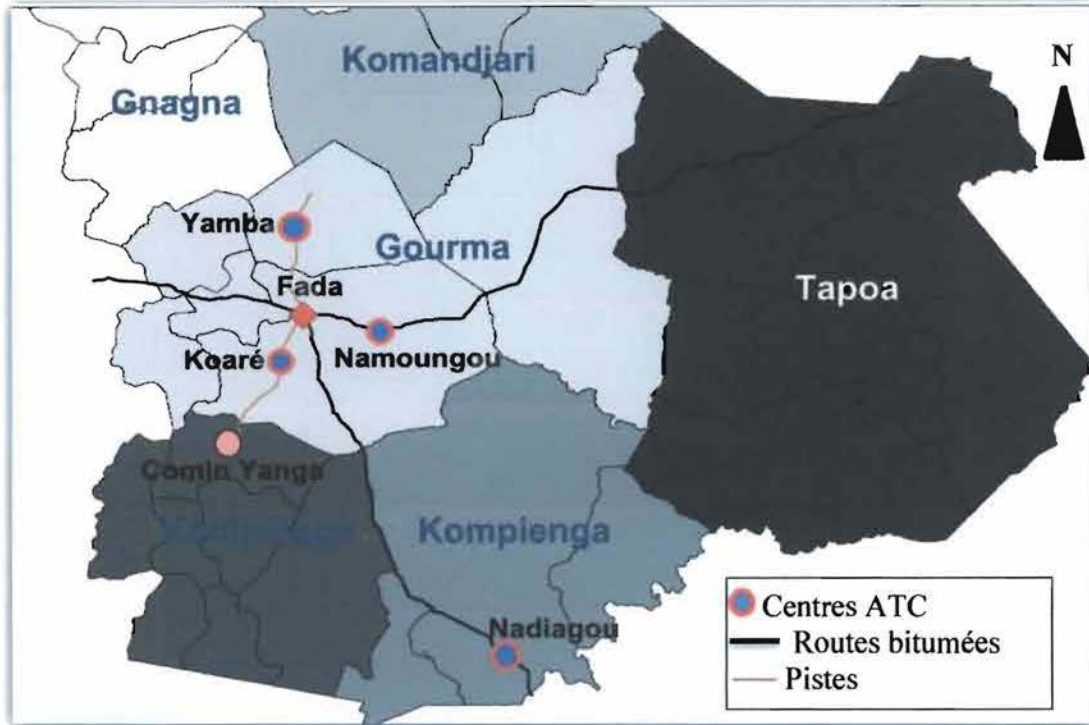 Komandjari
N
Gnagna
Yamba
Gourma
Fada
Tapoa
Koaré
Namoungou
Comin Yanga
Kompienga
Nadiagou
Centres ATC
Routes bitumées
Pistes